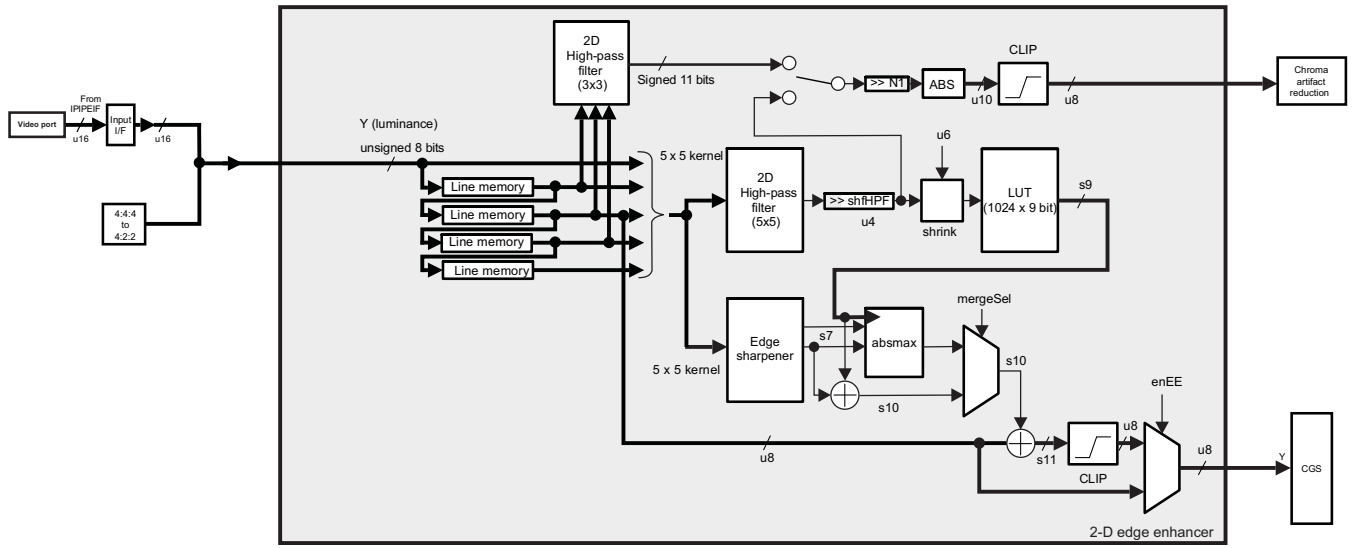 2D
High-pass
filter
(3x3)
Signed 11 bits
>> N1
ABS
u10
CLIP
u8
Chroma
artifact
reduction
Video port
From
IPIPEIF
u16
Input
I/F
u16
4:4:4
to
4:2:2
Y (luminance)
unsigned 8 bits
Line memory
Line memory
Line memory
Line memory
5 x 5 kernel
2D
High-pass
filter
(5x5)
>> shfHPF
u4
u6
shrink
LUT
(1024 x 9 bit)
s9
5 x 5 kernel
Edge
sharpener
s7
absmax
s10
mergeSel
s10
u8
s11
CLIP
u8
enEE
u8
Y
CGS
2-D edge enhancer